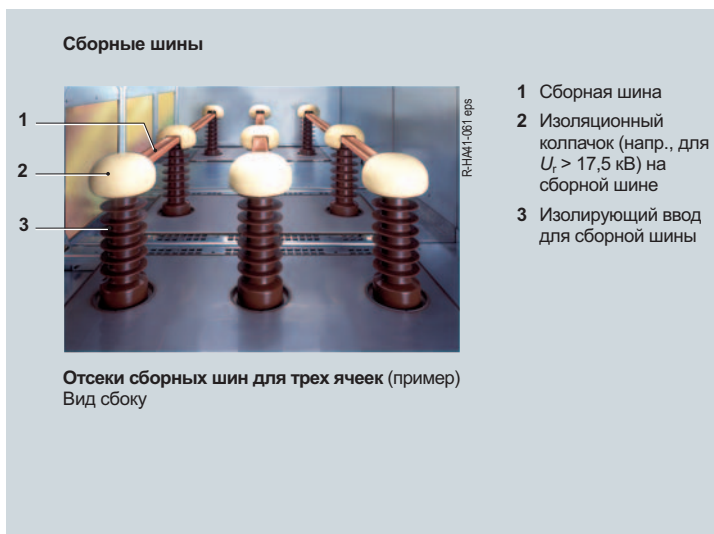 Сборные шины
1
2
3
R-HA41-061 eps
1 Сборная шина
2 Изоляционный
колпачок (напр., для
Ur > 17,5 кВ) на
сборной шине
3 Изолирующий ввод
для сборной шины
Отсеки сборных шин для трех ячеек (пример)
Вид сбоку